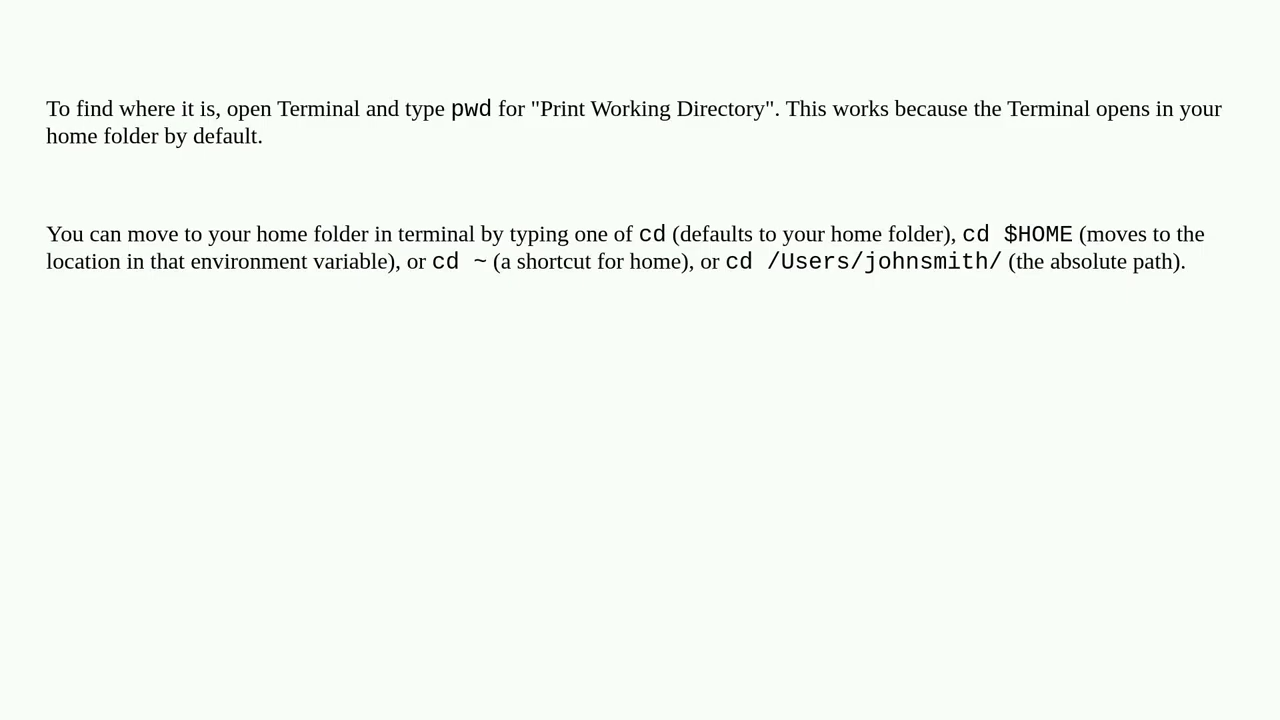 To find where it is, open Terminal and type pwd for "Print Working Directory". This works because the Terminal opens in your
home folder by default.
You can move to your home folder in terminal by typing one of cd (defaults to your home folder), cd $HOME (moves to the
location in that environment variable), or cd ~ (a shortcut for home), or cd /Users/johnsmith/ (the absolute path).